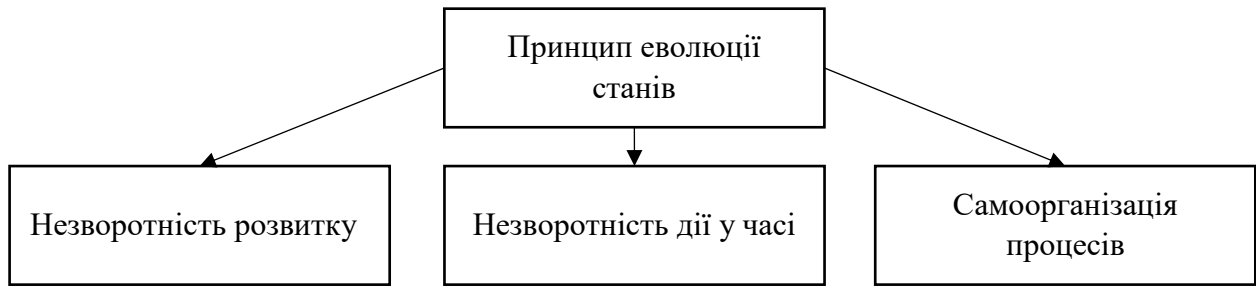 Принцип еволюції
станів
Незворотність розвитку
Незворотність дії у часі
Самоорганізація
процесів